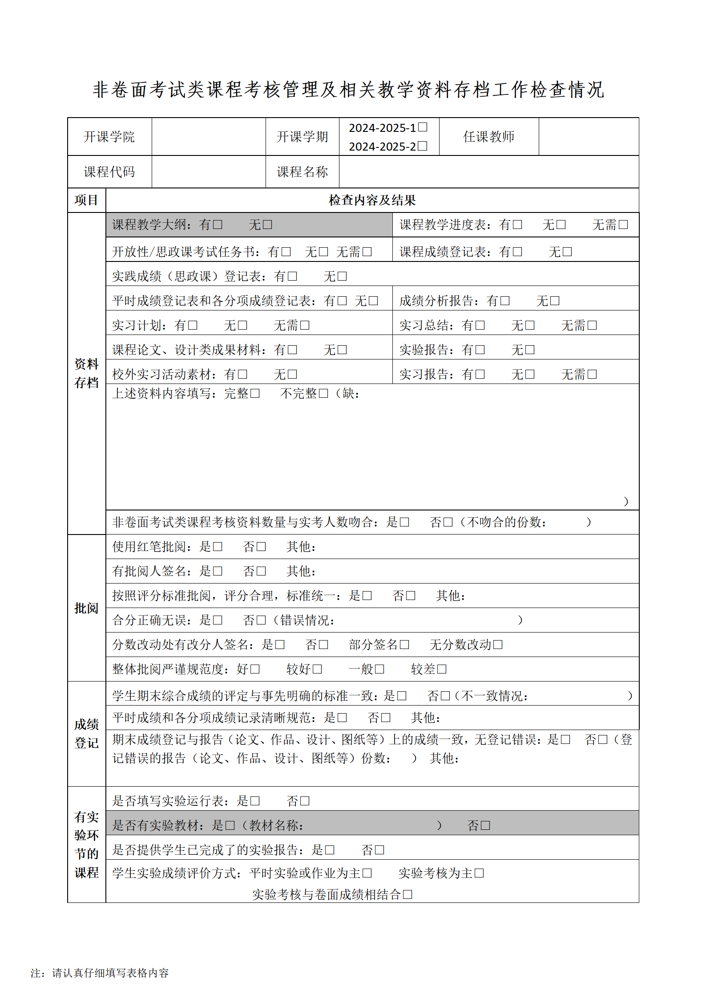 非卷面考试类课程考核管理及相关教学资料存档工作检查情况
开课学院 开课学期 2024-2025-1□ 任课教师
2024-2025-2□
课程代码 课程名称
项目 检查内容及结果
资料存档
课程教学大纲：有□ 无□ 课程教学进度表：有□ 无□ 无需□
开放性/思政课考试任务书：有□ 无□ 无需□ 课程成绩登记表：有□ 无□
实践成绩（思政课）登记表：有□ 无□
平时成绩登记表和各分项成绩登记表：有□ 无□ 成绩分析报告：有□ 无□
实习计划：有□ 无□ 无需□ 实习总结：有□ 无□ 无需□
课程论文、设计类成果材料：有□ 无□ 实验报告：有□ 无□
校外实习活动素材：有□ 无□ 实习报告：有□ 无□ 无需□
上述资料内容填写：完整□ 不完整□（缺：
）
非卷面考试类课程考核资料数量与实考人数吻合：是□ 否□（不吻合的份数： ）
批阅
使用红笔批阅：是□ 否□ 其他：
有批阅人签名：是□ 否□ 其他：
按照评分标准批阅，评分合理，标准统一：是□ 否□ 其他：
合分正确无误：是□ 否□（错误情况： ）
分数改动处有改分人签名：是□ 否□ 部分签名□ 无分数改动□
整体批阅严谨规范度：好□ 较好□ 一般□ 较差□
成绩登记
学生期末综合成绩的评定与事先明确的标准一致：是□ 否□（不一致情况： ）
平时成绩和各分项成绩记录清晰规范：是□ 否□ 其他：
期末成绩登记与报告（论文、作品、设计、图纸等）上的成绩一致，无登记错误：是□ 否□（登
记错误的报告（论文、作品、设计、图纸等）份数： ） 其他：
有实验环节的课程
是否填写实验运行表：是□ 否□
是否有实验教材：是□（教材名称： ） 否□
是否提供学生已完成了的实验报告：是□ 否□
学生实验成绩评价方式：平时实验或作业为主□ 实验考核为主□
实验考核与卷面成绩相结合□
注：请认真仔细填写表格内容